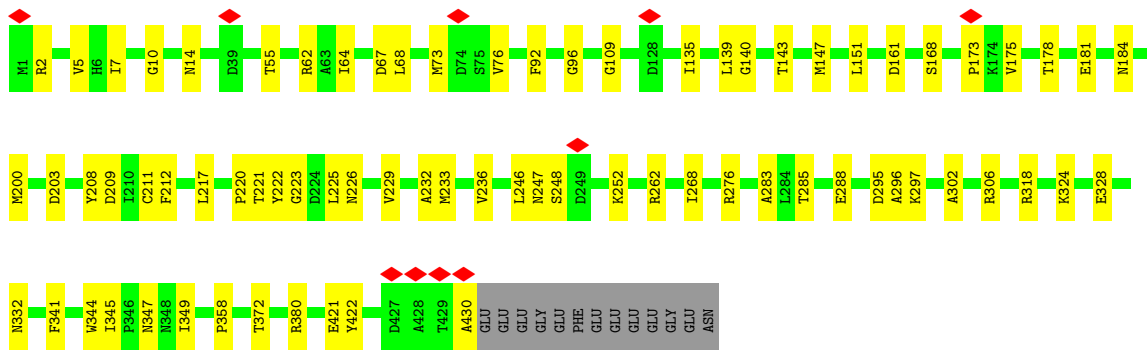 M1 R2 V5 H6 I7 G10 N14 D39 T55 R62 A63 I64 D67 L68 M73 D74 S75 V76 F92 G96 G109 D128 I135 L139 G140 T143 M147 L151 D161 S168 P173 K174 V175 T178 E181 N184
M200 D203 Y208 D209 I210 C211 F212 L217 P220 T221 Y222 G223 D224 L225 N226 V229 A232 M233 V236 L246 N247 S248 D249 K252 R262 I268 R276 A283 L284 T285 E288 D295 A296 K297 A302 R306 R318 K324 E328
N332 F341 W344 I345 P346 N347 N348 I349 P358 T372 R380 E421 Y422 D427 A428 T429 A430 GLU GLU GLU GLY GLU PHE GLU GLU GLU GLU GLY GLU ASN